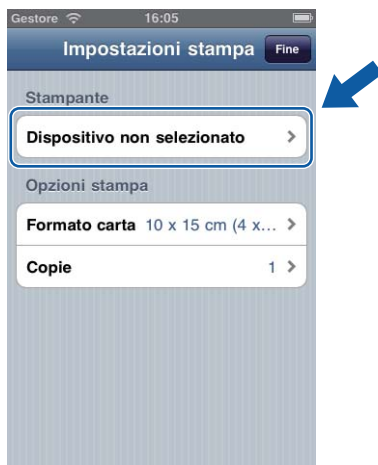 Gestore 16:05
Impostazioni stampa Fine
Stampante
Dispositivo non selezionato
Opzioni stampa
Formato carta 10 x 15 cm (4 x...
Copie 1